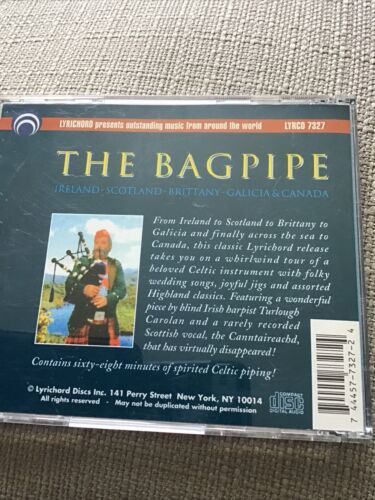 LYRICHORD presents outstanding music from around the world LYRCD 7327
THE BAGPIPE
IRELAND - SCOTLAND - BRITTANY - GALICIA & CANADA
From Ireland to Scotland to Brittany to
Galicia and finally across the sea to
Canada, this classic Lyrichord release
takes you on a whirlwind tour of a
beloved Celtic instrument with folky
wedding songs, joyful jigs and assorted
Highland classics. Featuring a wonderful
piece by blind Irish harpist Turlough
Carolan and a rarely recorded
Scottish vocal, the Canntaireachd,
that has virtually disappeared!
Contains sixty-eight minutes of spirited Celtic piping!
© Lyrichard Discs Inc. 141 Perry Street New York, NY 10014
All rights reserved - May not be duplicated without permission
COMPACT
disc
DIGITAL AUDIO
7 44457-7327-2 4